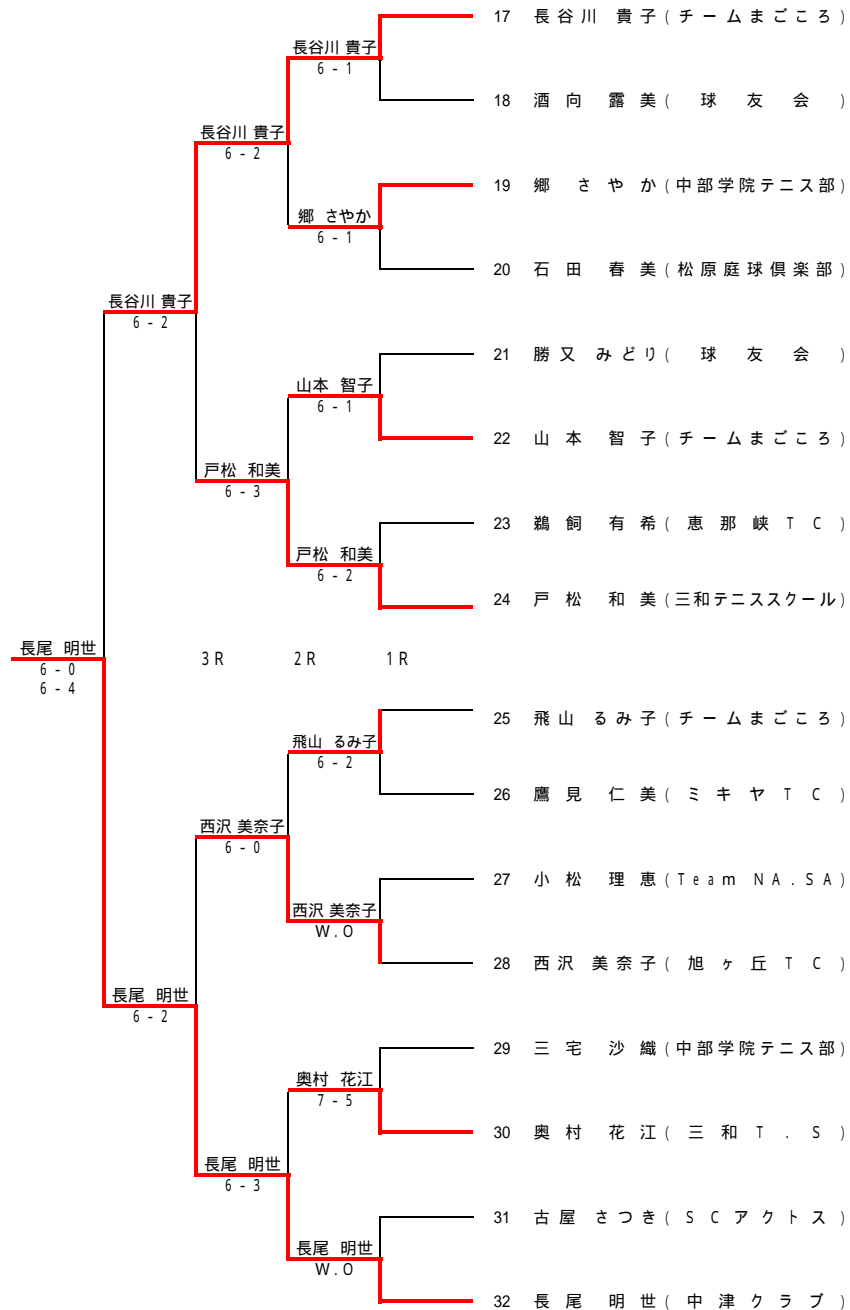 17 長谷川 貴子(チームまごころ)
長谷川 貴子
6-1
18 酒向 露美(球友会)
長谷川 貴子
6-2
19 郷 さやか(中部学院テニス部)
郷 さやか
6-1
20 石田 春美(松原庭球倶楽部)
長谷川 貴子
6-2
21 勝又 みどり(球友会)
山本 智子
6-1
22 山本 智子(チームまごころ)
戸松 和美
6-3
23 鵜飼 有希(恵那峡TC)
戸松 和美
6-2
24 戸松 和美(三和テニススクール)
長尾 明世
6-0
6-4
3R 2R 1R
25 飛山 るみ子(チームまごころ)
飛山 るみ子
6-2
26 鷹見 仁美(ミキヤTC)
西沢 美奈子
6-0
27 小松 理恵(Team NA.SA)
西沢 美奈子
W.O
28 西沢 美奈子(旭ヶ丘TC)
長尾 明世
6-2
29 三宅 沙織(中部学院テニス部)
奥村 花江
7-5
30 奥村 花江(三和T.S)
長尾 明世
6-3
31 古屋 さつき(SCアクトス)
長尾 明世
W.O
32 長尾 明世(中津クラブ)